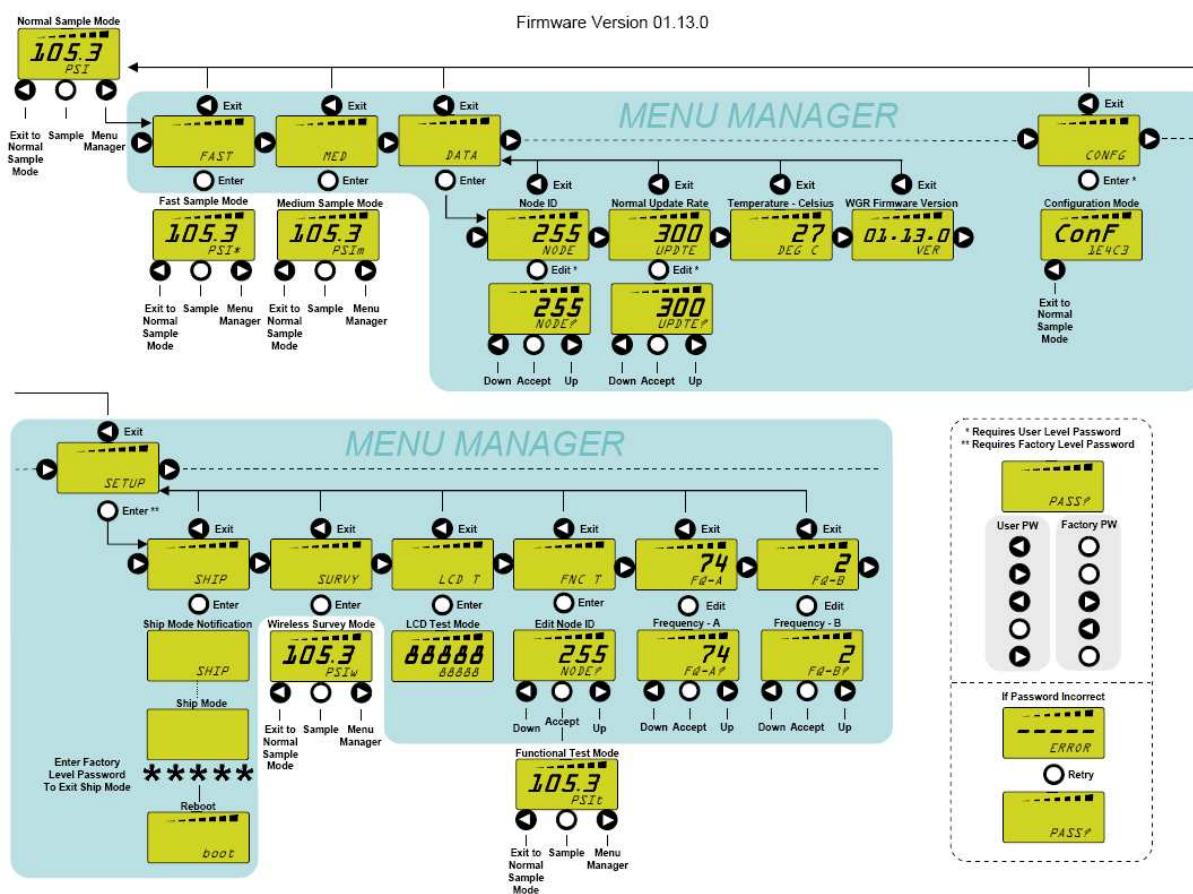 Firmware Version 01.13.0
Normal Sample Mode
105.3
PSI
Exit to
Normal
Sample
Mode
Sample
Menu
Manager
MENU MANAGER
Exit
FAST
Enter
Fast Sample Mode
105.3
PSI*
Exit to
Normal
Sample
Mode
Sample
Menu
Manager
Exit
MED
Enter
Medium Sample Mode
105.3
PSIm
Exit to
Normal
Sample
Mode
Sample
Menu
Manager
Exit
DATA
Enter
Exit
Node ID
255
NODE
Edit *
255
NODE?
Down Accept Up
Exit
Normal Update Rate
300
UPDTE
Edit *
300
UPDTE?
Down Accept Up
Exit
Temperature - Celsius
27
DEG C
Exit
WGR Firmware Version
01.13.0
VER
Exit
CONFG
Enter *
Configuration Mode
ConF
1E4C3
Exit to
Normal
Sample
Mode
MENU MANAGER
Exit
SETUP
Enter **
Exit
SHIP
Enter
Ship Mode Notification
SHIP
Ship Mode
Enter Factory
Level Password
To Exit Ship Mode
*****
Reboot
boot
Exit
SURVY
Enter
Wireless Survey Mode
105.3
PSIw
Exit to
Normal
Sample
Mode
Sample
Menu
Manager
Exit
LCD T
Enter
LCD Test Mode
88888
88888
Exit
FNC T
Enter
Edit Node ID
255
NODE?
Down Accept Up
Functional Test Mode
105.3
PSIt
Exit to
Normal
Sample
Mode
Sample
Menu
Manager
Exit
74
FQ-A
Edit
Frequency - A
74
FQ-A?
Down Accept Up
Exit
2
FQ-B
Edit
Frequency - B
2
FQ-B?
Down Accept Up
* Requires User Level Password
** Requires Factory Level Password
PASS?
User PW
Factory PW
If Password Incorrect
-----
ERROR
Retry
PASS?